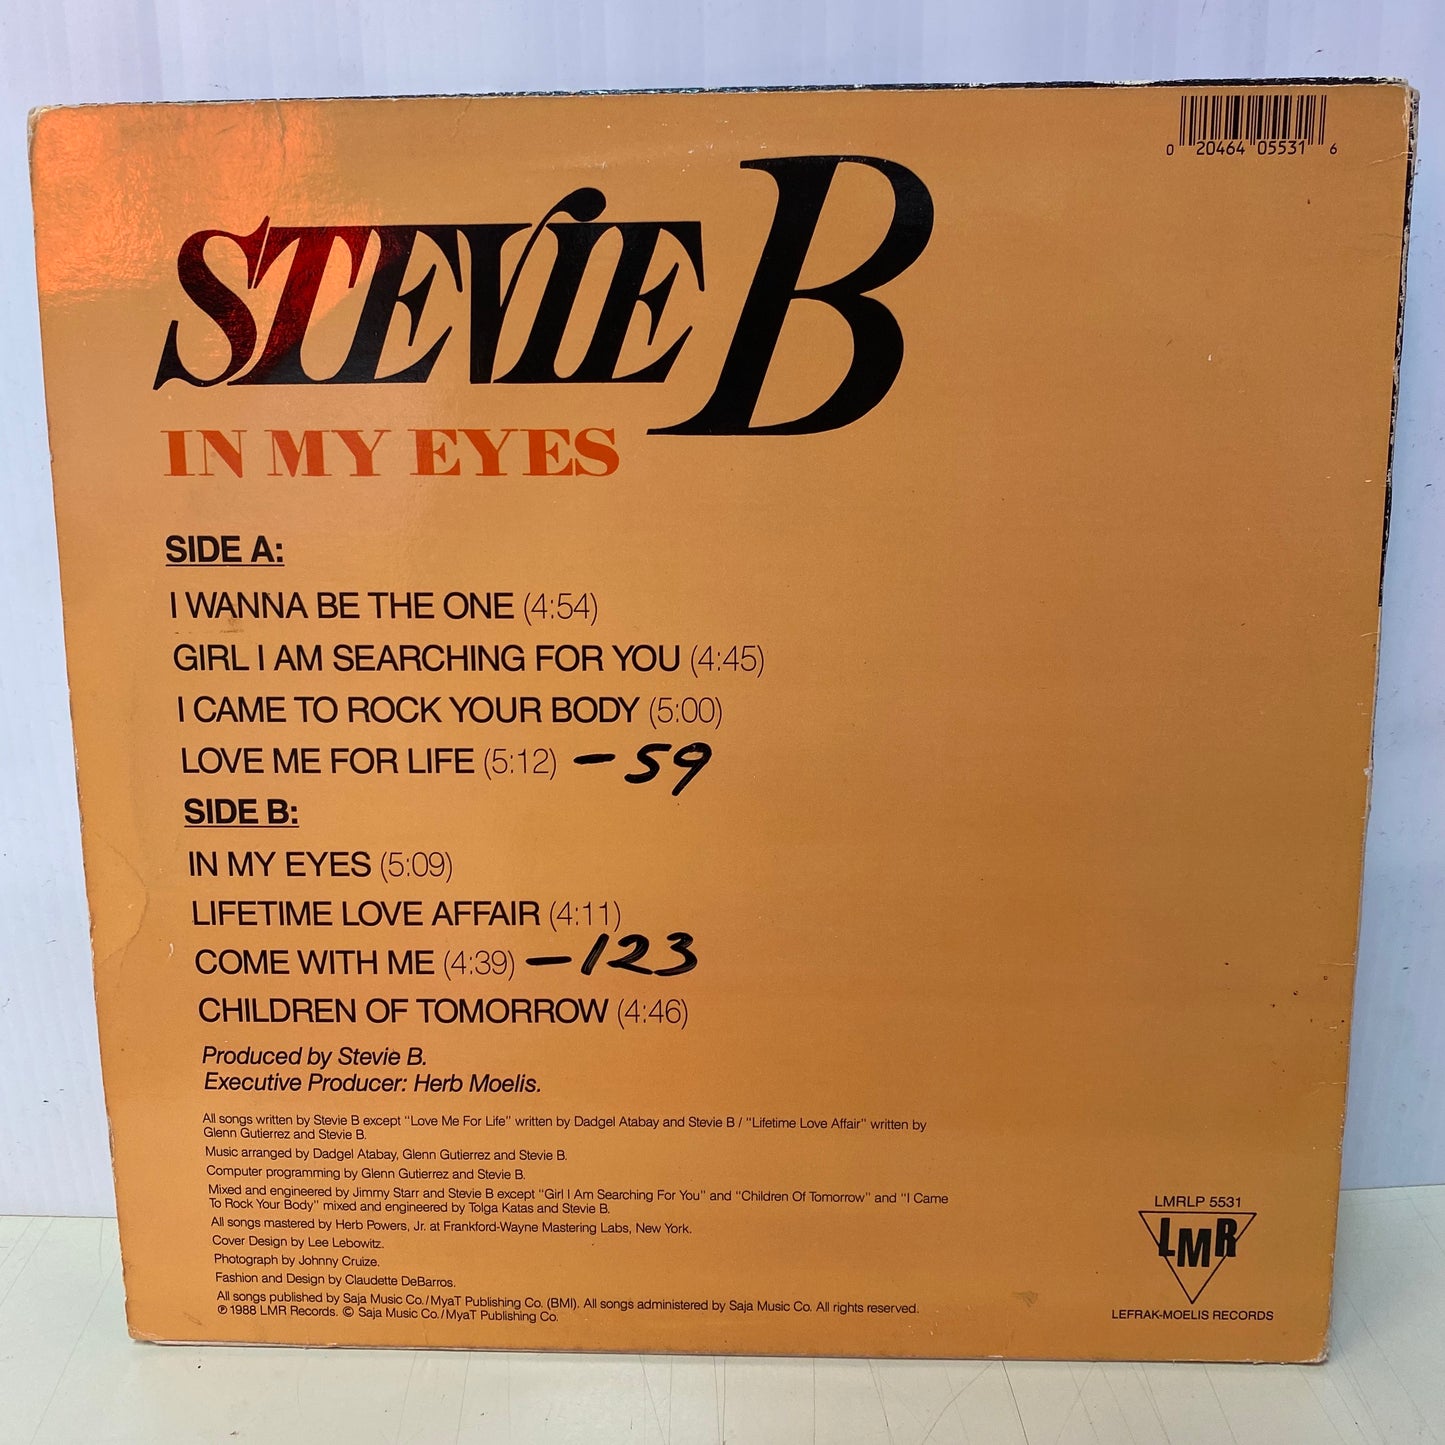 0 20464 05531 6
STEVIE B
IN MY EYES
SIDE A:
I WANNA BE THE ONE (4:54)
GIRL I AM SEARCHING FOR YOU (4:45)
I CAME TO ROCK YOUR BODY (5:00)
LOVE ME FOR LIFE (5:12) – 59
SIDE B:
IN MY EYES (5:09)
LIFETIME LOVE AFFAIR (4:11)
COME WITH ME (4:39) – 123
CHILDREN OF TOMORROW (4:46)
Produced by Stevie B.
Executive Producer: Herb Moelis.
All songs written by Stevie B except "Love Me For Life" written by Dadgel Atabay and Stevie B / "Lifetime Love Affair" written by
Glenn Gutierrez and Stevie B.
Music arranged by Dadgel Atabay, Glenn Gutierrez and Stevie B.
Computer programming by Glenn Gutierrez and Stevie B.
Mixed and engineered by Jimmy Starr and Stevie B except "Girl I Am Searching For You" and "Children Of Tomorrow" and "I Came
To Rock Your Body" mixed and engineered by Tolga Katas and Stevie B.
All songs mastered by Herb Powers, Jr. at Frankford-Wayne Mastering Labs, New York.
Cover Design by Lee Lebowitz.
Photograph by Johnny Cruize.
Fashion and Design by Claudette DeBarros.
All songs published by Saja Music Co./MyaT Publishing Co. (BMI). All songs administered by Saja Music Co. All rights reserved.
℗ 1988 LMR Records. © Saja Music Co./MyaT Publishing Co.
LMRLP 5531
LMR
LEFRAK-MOELIS RECORDS